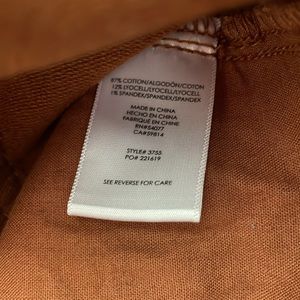 87% COTTON/ALGODÓN/COTON
12% LYOCELL/LYOCELL/LYOCELL
1% SPANDEX/SPANDEX/SPANDEX
MADE IN CHINA
HECHO EN CHINA
FABRIQUÉ EN CHINE
RN#54077
CA#59814
STYLE# 3755
PO# 221619
SEE REVERSE FOR CARE